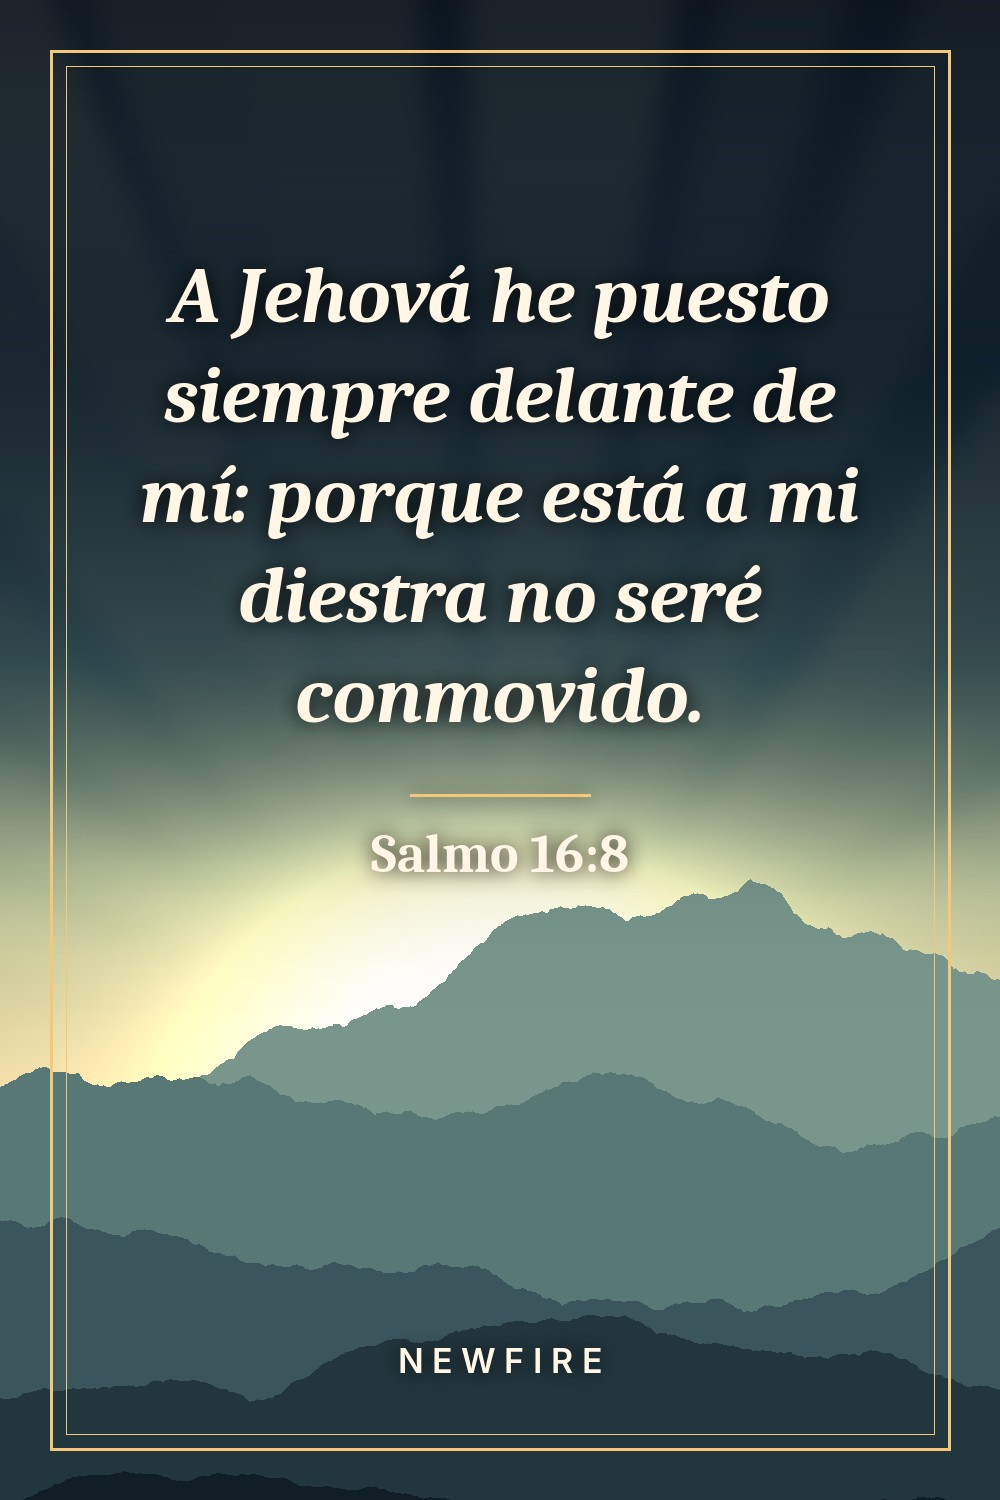 A Jehová he puesto
siempre delante de
mí: porque está a mi
diestra no seré
conmovido.
Salmo 16:8
NEWFIRE